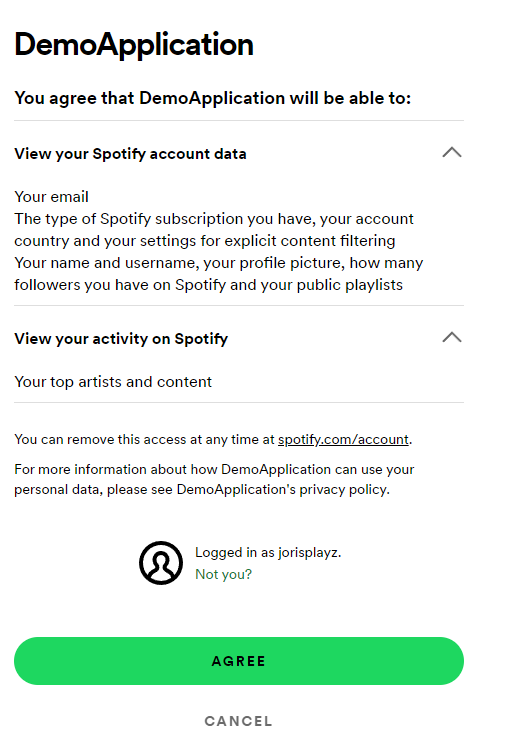 DemoApplication
You agree that DemoApplication will be able to:
View your Spotify account data
Your email
The type of Spotify subscription you have, your account
country and your settings for explicit content filtering
Your name and username, your profile picture, how many
followers you have on Spotify and your public playlists
View your activity on Spotify
Your top artists and content
You can remove this access at any time at spotify.com/account.
For more information about how DemoApplication can use your
personal data, please see DemoApplication's privacy policy.
Logged in as jorisplayz.
Not you?
AGREE
CANCEL